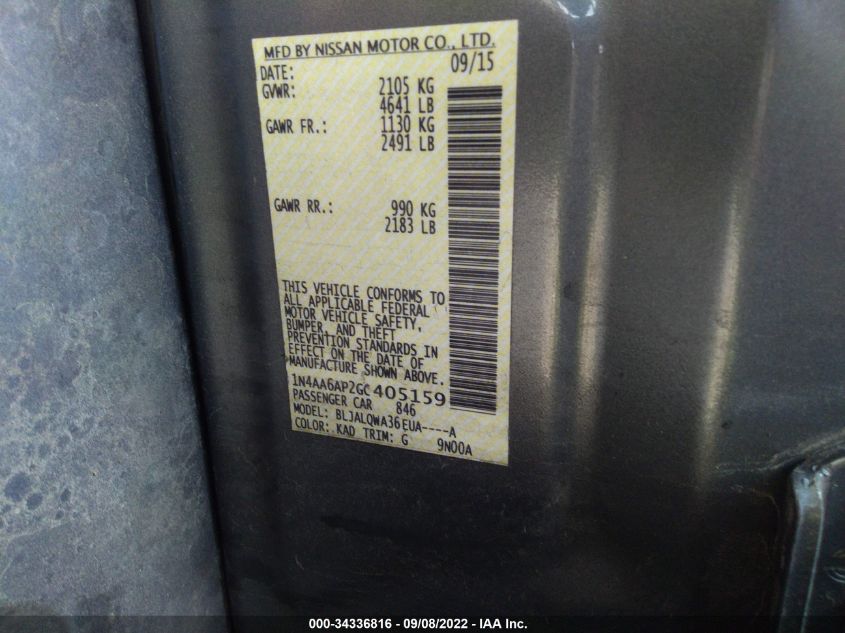 MFD BY NISSAN MOTOR CO., LTD.
DATE: 09/15
GVWR: 2105 KG
4641 LB
GAWR FR.: 1130 KG
2491 LB
GAWR RR.: 990 KG
2183 LB
THIS VEHICLE CONFORMS TO
ALL APPLICABLE FEDERAL
MOTOR VEHICLE SAFETY,
BUMPER, AND THEFT
PREVENTION STANDARDS IN
EFFECT ON THE DATE OF
MANUFACTURE SHOWN ABOVE.
1N4AA6AP2GC405159
PASSENGER CAR 846
MODEL: BLJALQWA36EUA----A
COLOR: KAD TRIM: G 9N00A
000-34336816 - 09/08/2022 - IAA Inc.